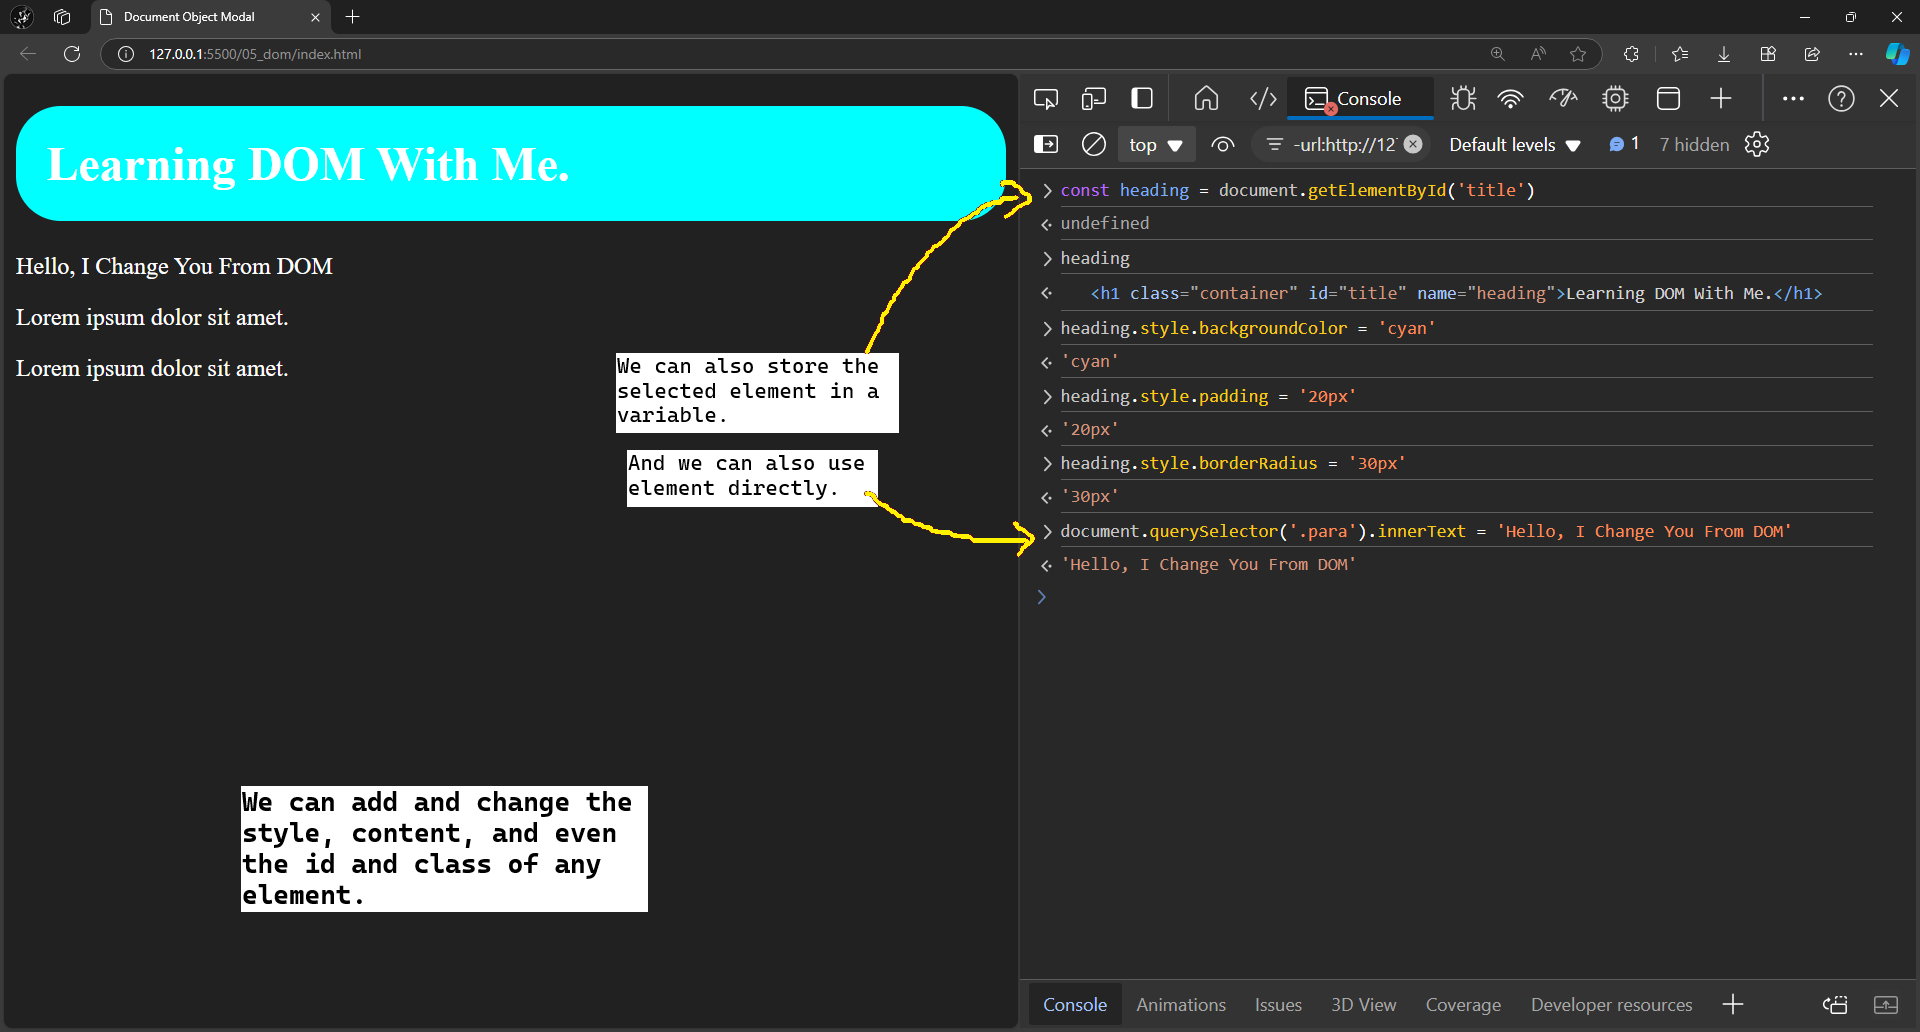 Document Object Modal
127.0.0.1:5500/05_dom/index.html
Learning DOM With Me.
Hello, I Change You From DOM
Lorem ipsum dolor sit amet.
Lorem ipsum dolor sit amet.
We can also store the
selected element in a
variable.
And we can also use
element directly.
We can add and change the
style, content, and even
the id and class of any
element.
Console
top
-url:http://12
Default levels
1
7 hidden
const heading = document.getElementById('title')
undefined
heading
<h1 class="container" id="title" name="heading">Learning DOM With Me.</h1>
heading.style.backgroundColor = 'cyan'
'cyan'
heading.style.padding = '20px'
'20px'
heading.style.borderRadius = '30px'
'30px'
document.querySelector('.para').innerText = 'Hello, I Change You From DOM'
'Hello, I Change You From DOM'
Console Animations Issues 3D View Coverage Developer resources